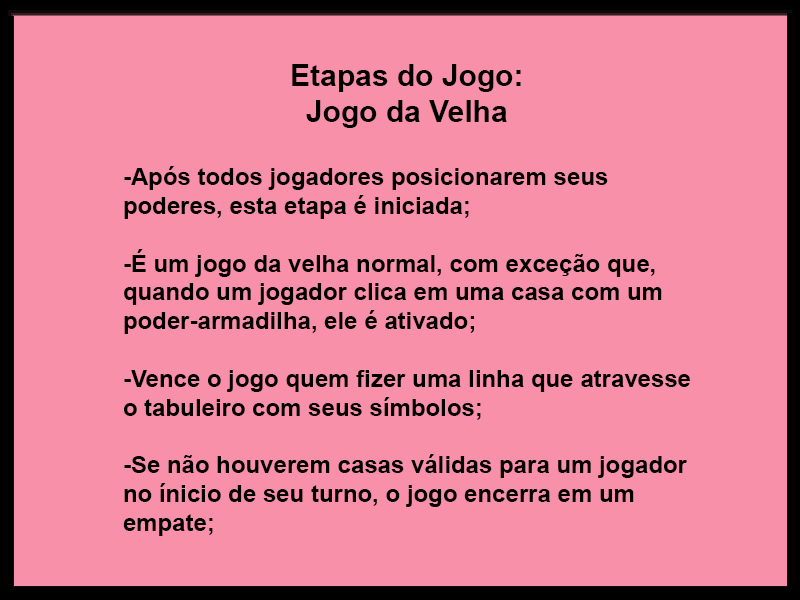 Etapas do Jogo:
Jogo da Velha
-Após todos jogadores posicionarem seus
poderes, esta etapa é iniciada;
-É um jogo da velha normal, com exceção que,
quando um jogador clica em uma casa com um
poder-armadilha, ele é ativado;
-Vence o jogo quem fizer uma linha que atravesse
o tabuleiro com seus símbolos;
-Se não houverem casas válidas para um jogador
no ínicio de seu turno, o jogo encerra em um
empate;